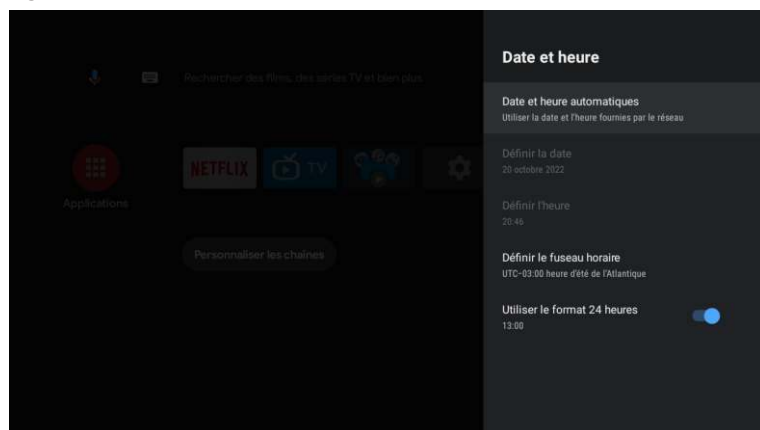 Rechercher des films, des séries TV et bien plus
NETFLIX
TV
Applications
Personnaliser les chaînes
Date et heure
Date et heure automatiques
Utiliser la date et l'heure fournies par le réseau
Définir la date
20 octobre 2022
Définir l'heure
20:46
Définir le fuseau horaire
UTC-03:00 heure d'été de l'Atlantique
Utiliser le format 24 heures
13:00